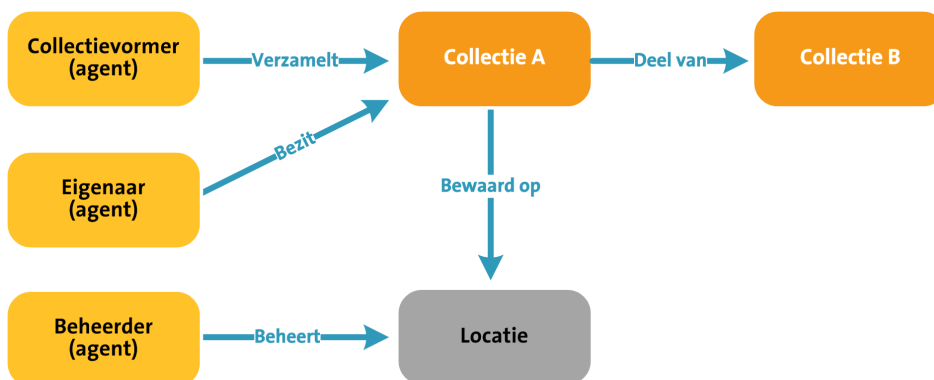 Collectievormer
(agent)
Verzamelt
Collectie A
Deel van
Collectie B
Bezit
Eigenaar
(agent)
Bewaard op
Beheerder
(agent)
Beheert
Locatie